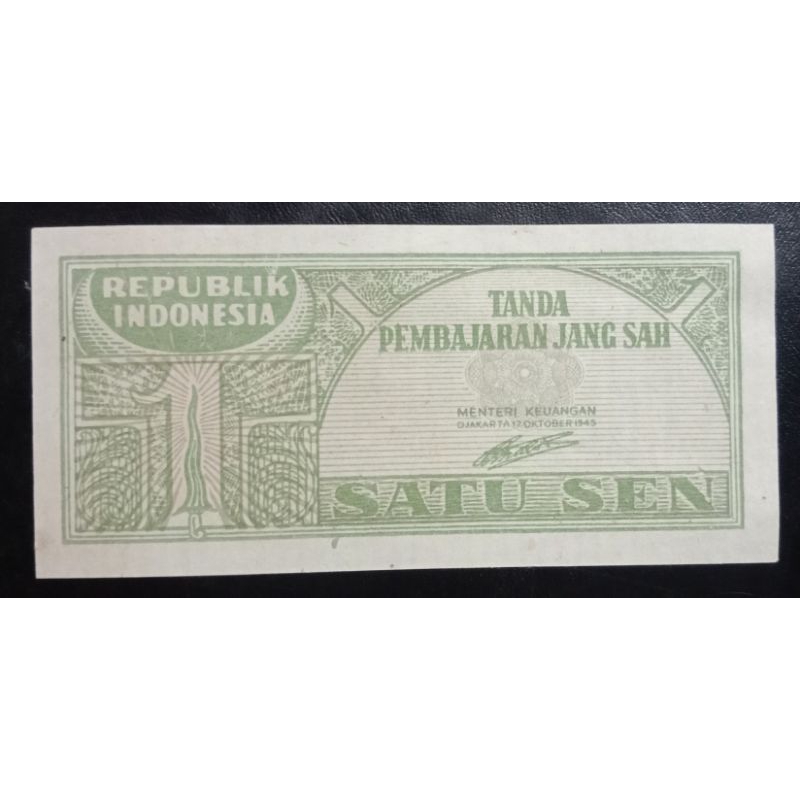 REPUBLIK
INDONESIA
TANDA
PEMBAJARAN JANG SAH
MENTERI KEUANGAN
DJAKARTA 17 OKTOBER 1945
SATU SEN